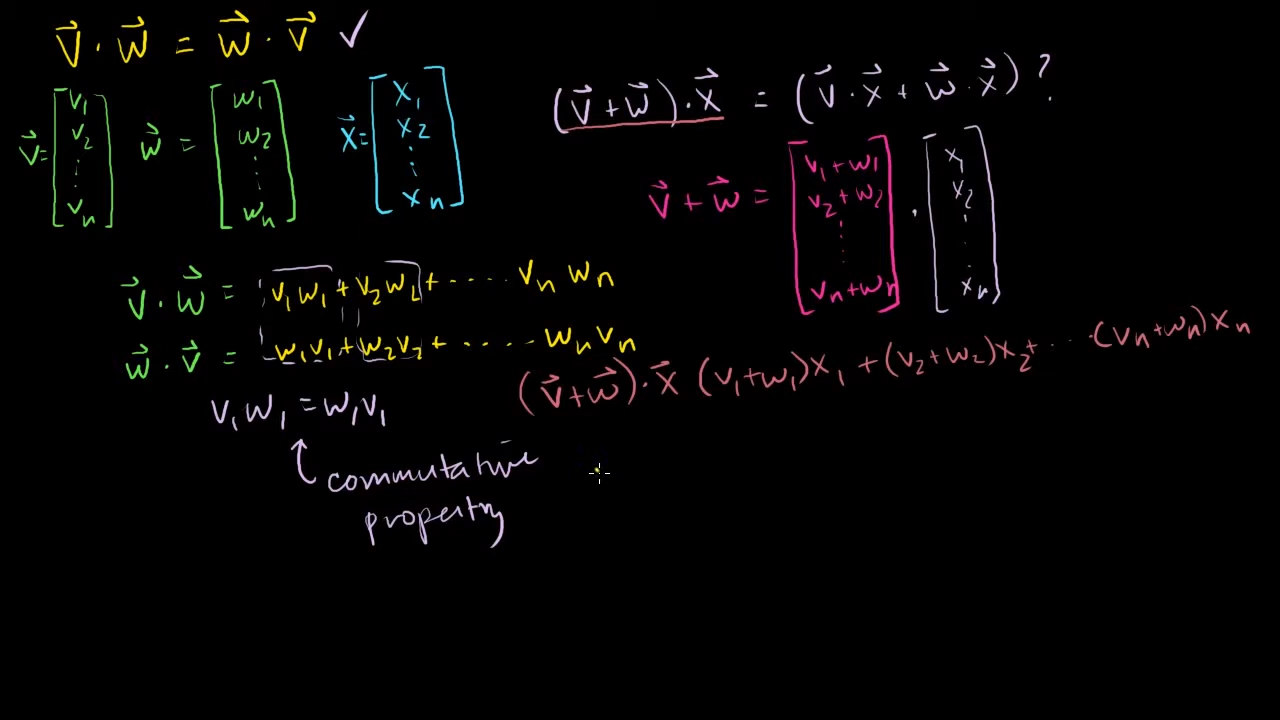 v⃗ · w⃗ = w⃗ · v⃗ ✓
v⃗ = [v₁ v₂ ⋮ vₙ] w⃗ = [w₁ w₂ ⋮ wₙ] x⃗ = [x₁ x₂ ⋮ xₙ]
v⃗ · w⃗ = v₁w₁ + v₂w₂ + ····· vₙ wₙ
w⃗ · v⃗ = w₁v₁ + w₂v₂ + ······ wₙ vₙ
v₁w₁ = w₁v₁
commutative
property
(v⃗ + w⃗) · x⃗ = (v⃗ · x⃗ + w⃗ · x⃗) ?
v⃗ + w⃗ = [v₁+w₁ v₂+w₂ ⋮ vₙ+wₙ] · [x₁ x₂ ⋮ xₙ]
(v⃗+w⃗) · x⃗ (v₁+w₁)x₁ + (v₂+w₂)x₂ + ···· (vₙ+wₙ)xₙ